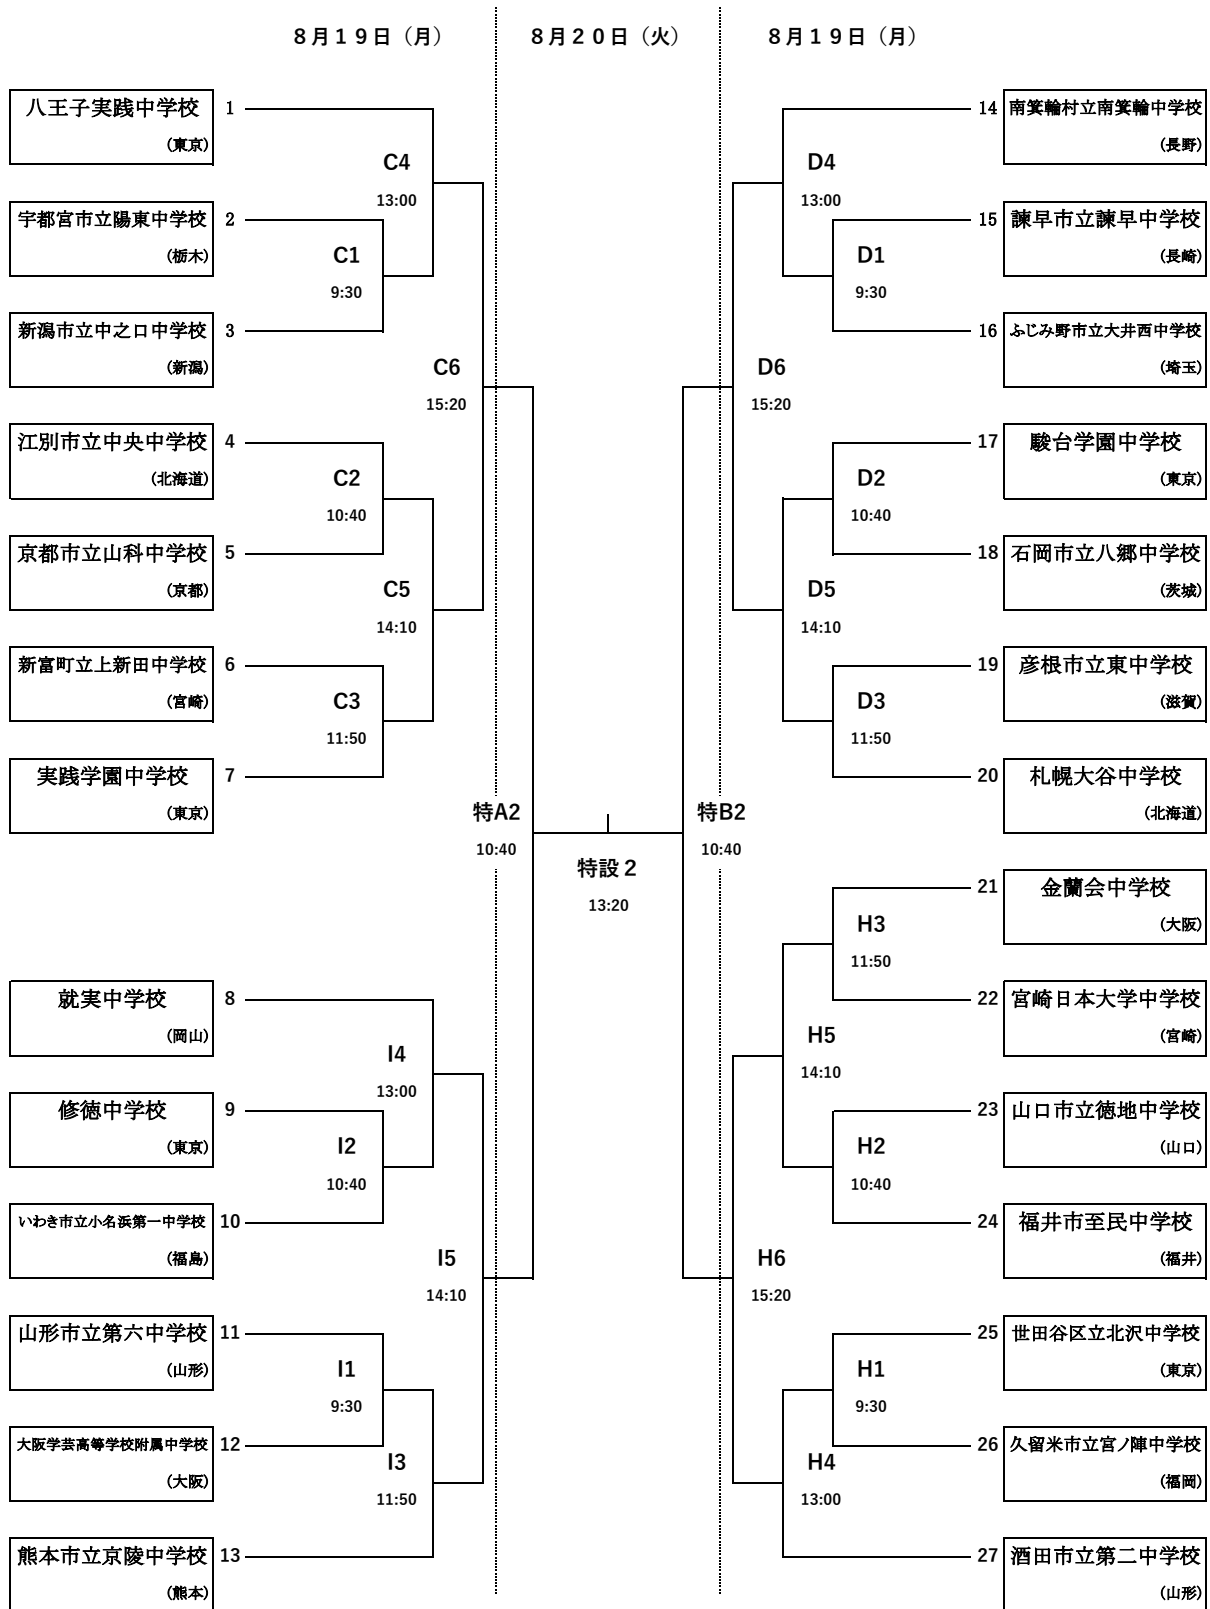 ８月１９日（月）
８月２０日（火）
８月１９日（月）
八王子実践中学校 1
(東京)
C4
13:00
宇都宮市立陽東中学校 2
(栃木)
C1
9:30
新潟市立中之口中学校 3
(新潟)
C6
15:20
江別市立中央中学校 4
(北海道)
C2
10:40
京都市立山科中学校 5
(京都)
C5
14:10
新富町立上新田中学校 6
(宮崎)
C3
11:50
実践学園中学校 7
(東京)
特A2
10:40
就実中学校 8
(岡山)
I4
13:00
修徳中学校 9
(東京)
I2
10:40
いわき市立小名浜第一中学校 10
(福島)
I5
14:10
山形市立第六中学校 11
(山形)
I1
9:30
大阪学芸高等学校附属中学校 12
(大阪)
I3
11:50
熊本市立京陵中学校 13
(熊本)
特設２
13:20
14 南箕輪村立南箕輪中学校
(長野)
D4
13:00
15 諫早市立諫早中学校
(長崎)
D1
9:30
16 ふじみ野市立大井西中学校
(埼玉)
D6
15:20
17 駿台学園中学校
(東京)
D2
10:40
18 石岡市立八郷中学校
(茨城)
D5
14:10
19 彦根市立東中学校
(滋賀)
D3
11:50
20 札幌大谷中学校
(北海道)
特B2
10:40
21 金蘭会中学校
(大阪)
H3
11:50
22 宮崎日本大学中学校
(宮崎)
H5
14:10
23 山口市立徳地中学校
(山口)
H2
10:40
24 福井市至民中学校
(福井)
H6
15:20
25 世田谷区立北沢中学校
(東京)
H1
9:30
26 久留米市立宮ノ陣中学校
(福岡)
H4
13:00
27 酒田市立第二中学校
(山形)